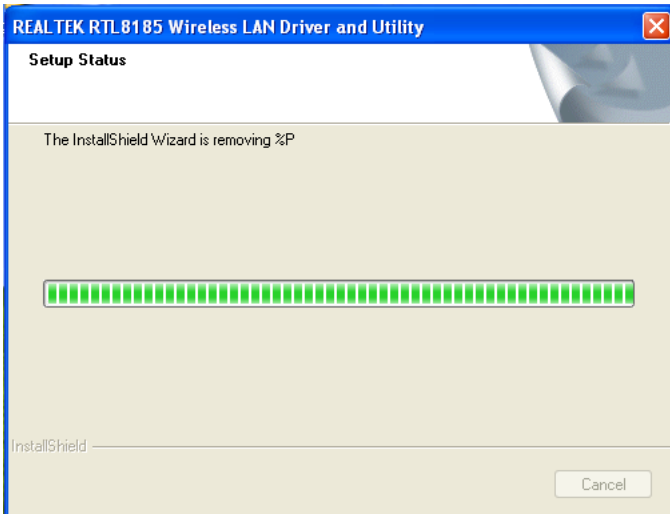 REALTEK RTL8185 Wireless LAN Driver and Utility
Setup Status
The InstallShield Wizard is removing %P
InstallShield
Cancel